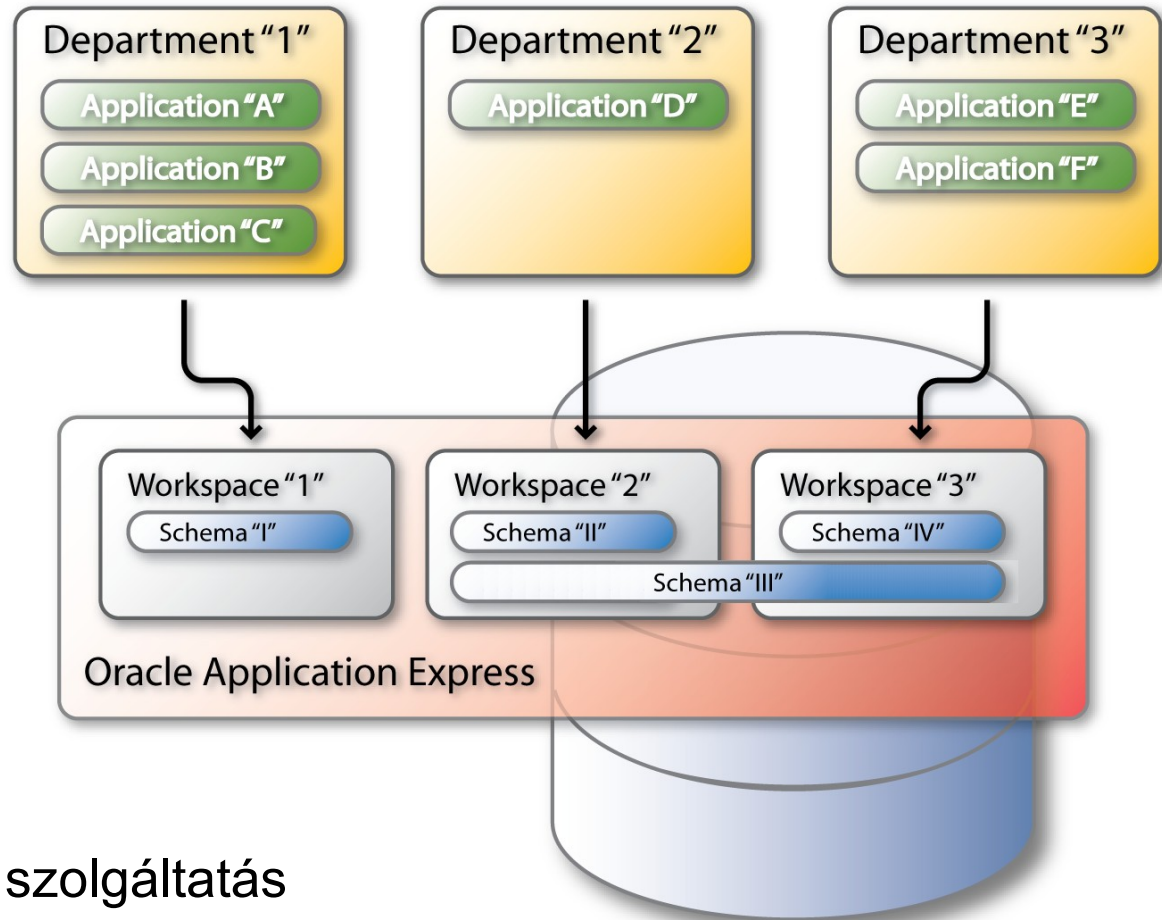 Department “1”
Application “A”
Application “B”
Application “C”
Department “2”
Application “D”
Department “3”
Application “E”
Application “F”
Workspace “1”
Schema “I”
Workspace “2”
Schema “II”
Workspace “3”
Schema “IV”
Schema “III”
Oracle Application Express
szolgáltatás